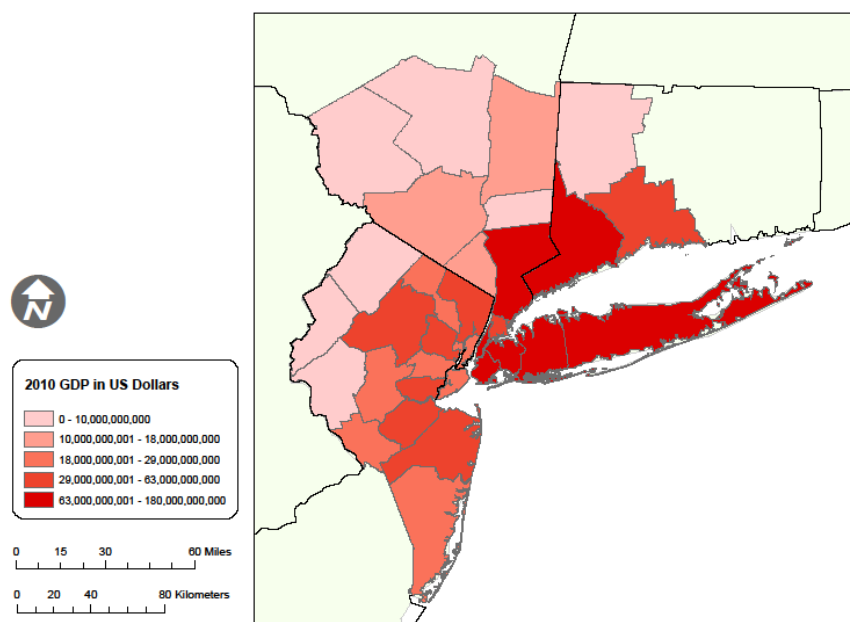 N
2010 GDP in US Dollars
0 - 10,000,000,000
10,000,000,001 - 18,000,000,000
18,000,000,001 - 29,000,000,000
29,000,000,001 - 63,000,000,000
63,000,000,001 - 180,000,000,000
0 15 30 60 Miles
0 20 40 80 Kilometers